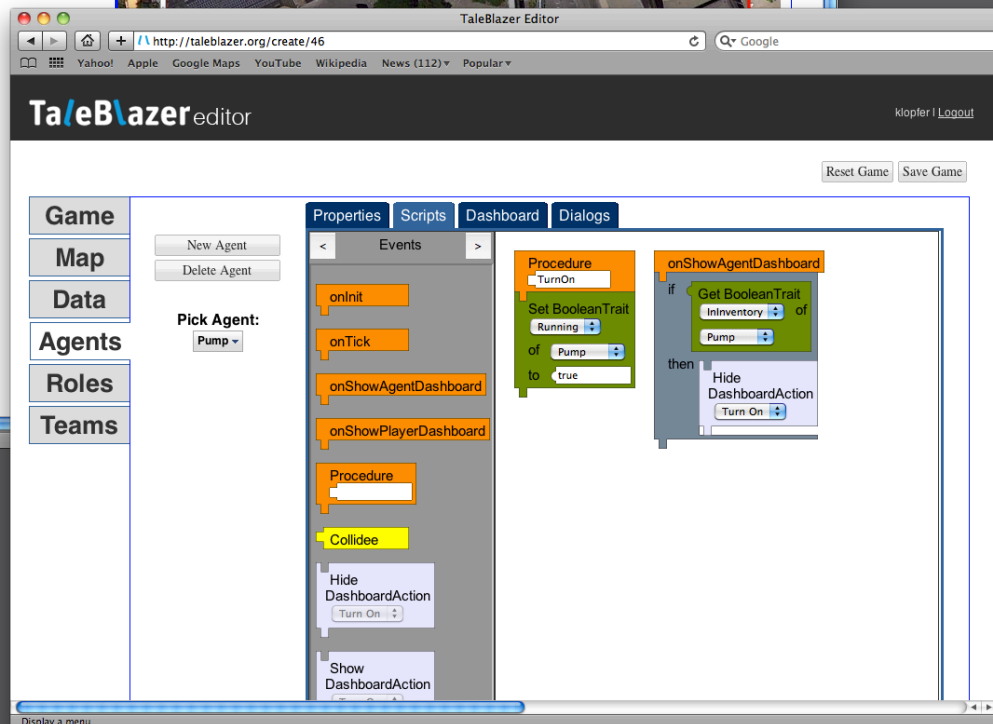 TaleBlazer Editor
http://taleblazer.org/create/46
Google
Yahoo! Apple Google Maps YouTube Wikipedia News (112) Popular
TaleBlazer editor
klopfer | Logout
Reset Game Save Game
Game
Map
Data
Agents
Roles
Teams
New Agent
Delete Agent
Pick Agent:
Pump
Properties Scripts Dashboard Dialogs
< Events >
onInit
onTick
onShowAgentDashboard
onShowPlayerDashboard
Procedure
Collidee
Hide
DashboardAction
Turn On
Show
DashboardAction
Procedure
TurnOn
Set BooleanTrait
Running
of Pump
to true
onShowAgentDashboard
if Get BooleanTrait
InInventory of
Pump
then
Hide
DashboardAction
Turn On
Display a menu